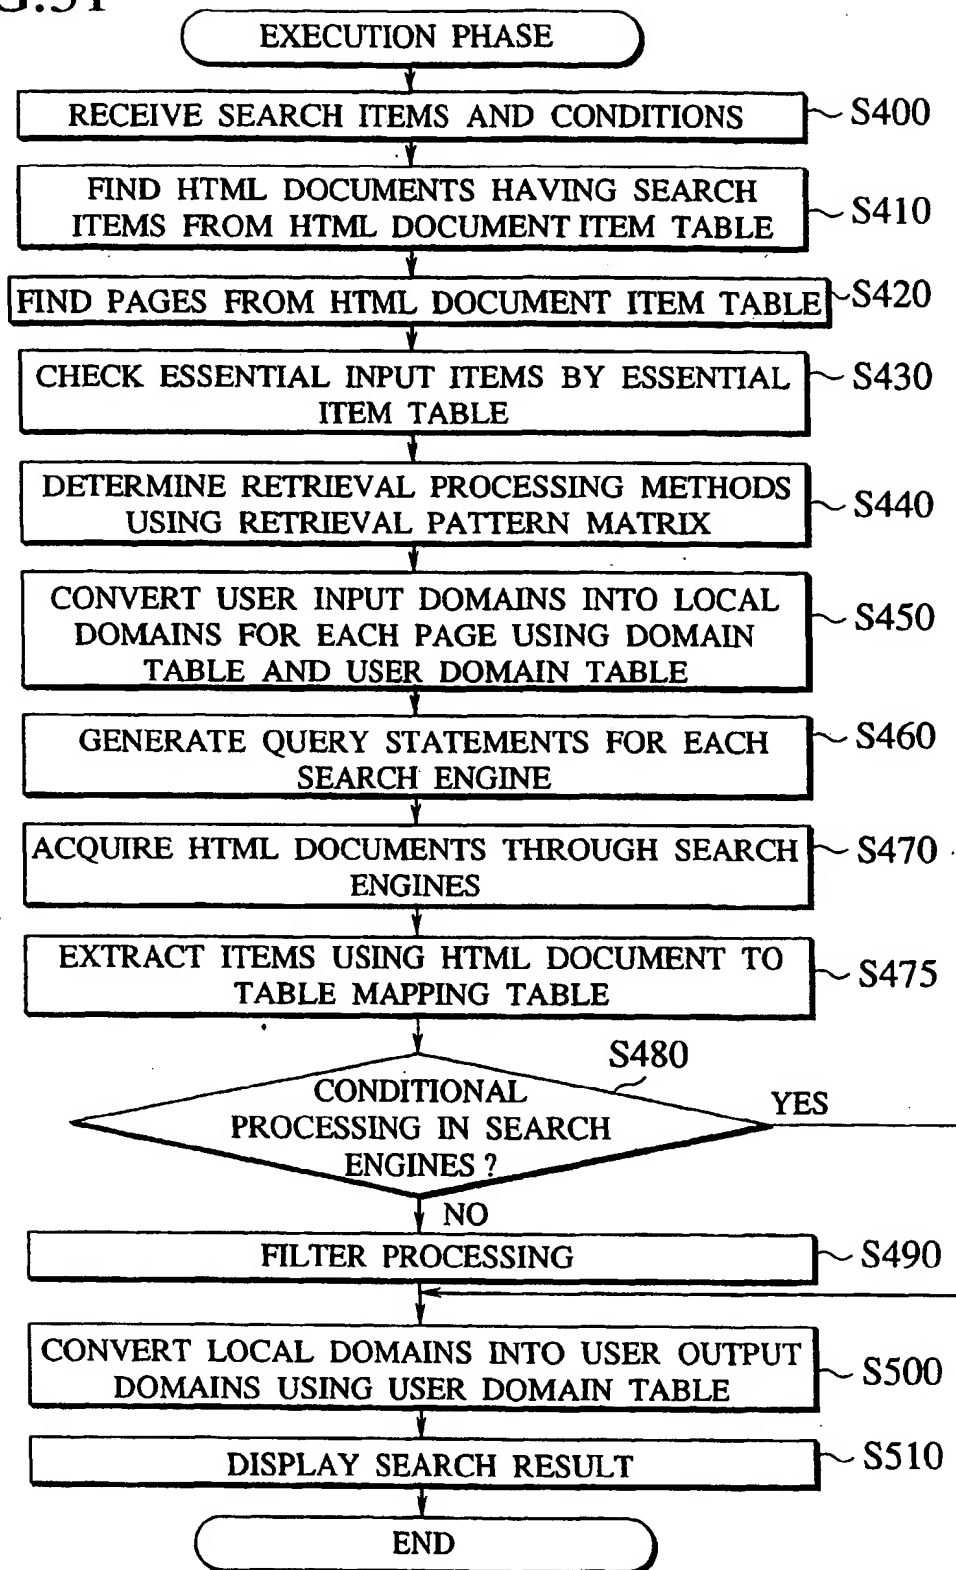 EXECUTION PHASE
RECEIVE SEARCH ITEMS AND CONDITIONS
S400
FIND HTML DOCUMENTS HAVING SEARCH
ITEMS FROM HTML DOCUMENT ITEM TABLE
S410
FIND PAGES FROM HTML DOCUMENT ITEM TABLE
S420
CHECK ESSENTIAL INPUT ITEMS BY ESSENTIAL
ITEM TABLE
S430
DETERMINE RETRIEVAL PROCESSING METHODS
USING RETRIEVAL PATTERN MATRIX
S440
CONVERT USER INPUT DOMAINS INTO LOCAL
DOMAINS FOR EACH PAGE USING DOMAIN
TABLE AND USER DOMAIN TABLE
S450
GENERATE QUERY STATEMENTS FOR EACH
SEARCH ENGINE
S460
ACQUIRE HTML DOCUMENTS THROUGH SEARCH
ENGINES
S470
EXTRACT ITEMS USING HTML DOCUMENT TO
TABLE MAPPING TABLE
S475
S480
CONDITIONAL
PROCESSING IN SEARCH
ENGINES ?
YES
NO
FILTER PROCESSING
S490
CONVERT LOCAL DOMAINS INTO USER OUTPUT
DOMAINS USING USER DOMAIN TABLE
S500
DISPLAY SEARCH RESULT
S510
END